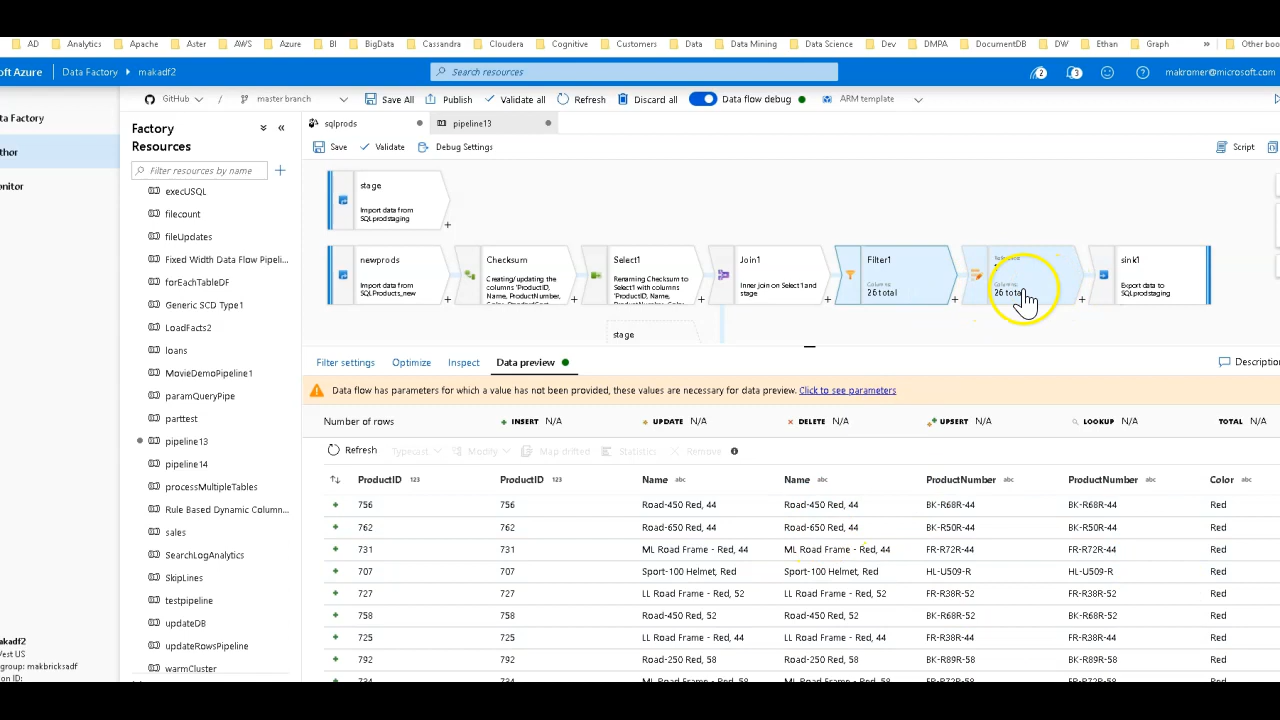 AD Analytics Apache Aster AWS Azure BI BigData Cassandra Cloudera Cognitive Customers Data Data Mining Data Science Dev DMPA DocumentDB DW Ethan Graph » Other boo
soft Azure Data Factory makadf2 Search resources 2 3 makromer@microsoft.com
ta Factory
thor
onitor
GitHub / master branch Save All Publish Validate all Refresh Discard all Data flow debug ARM template
Factory
Resources
Filter resources by name
execUSQL
filecount
fileUpdates
Fixed Width Data Flow Pipeli...
forEachTableDF
Generic SCD Type1
LoadFacts2
loans
MovieDemoPipeline1
paramQueryPipe
parttest
pipeline13
pipeline14
processMultipleTables
Rule Based Dynamic Column...
sales
SearchLogAnalytics
SkipLines
testpipeline
updateDB
updateRowsPipeline
warmCluster
akadf2
Vest US
group: makbricksadf
on ID:
sqlprods pipeline13
Save Validate Debug Settings Script
stage
Import data from
SQLprodstaging
newprods
Import data from
SQLProducts_new
Checksum
Creating/updating the
columns 'ProductID,
Name, ProductNumber,
Select1
Renaming Checksum to
Select1 with columns
'ProductID, Name,
Join1
Inner join on Select1 and
stage
Filter1
Columns:
26 total
Columns:
26 total
sink1
Export data to
SQLprodstaging
stage
Filter settings Optimize Inspect Data preview Description
Data flow has parameters for which a value has not been provided, these values are necessary for data preview. Click to see parameters
Number of rows INSERT N/A UPDATE N/A DELETE N/A UPSERT N/A LOOKUP N/A TOTAL N/A
Refresh Typecast Modify Map drifted Statistics Remove
ProductID 123 ProductID 123 Name abc Name abc ProductNumber abc ProductNumber abc Color abc
756 756 Road-450 Red, 44 Road-450 Red, 44 BK-R68R-44 BK-R68R-44 Red
762 762 Road-650 Red, 44 Road-650 Red, 44 BK-R50R-44 BK-R50R-44 Red
731 731 ML Road Frame - Red, 44 ML Road Frame - Red, 44 FR-R72R-44 FR-R72R-44 Red
707 707 Sport-100 Helmet, Red Sport-100 Helmet, Red HL-U509-R HL-U509-R Red
727 727 LL Road Frame - Red, 52 LL Road Frame - Red, 52 FR-R38R-52 FR-R38R-52 Red
758 758 Road-450 Red, 52 Road-450 Red, 52 BK-R68R-52 BK-R68R-52 Red
725 725 LL Road Frame - Red, 44 LL Road Frame - Red, 44 FR-R38R-44 FR-R38R-44 Red
792 792 Road-250 Red, 58 Road-250 Red, 58 BK-R89R-58 BK-R89R-58 Red